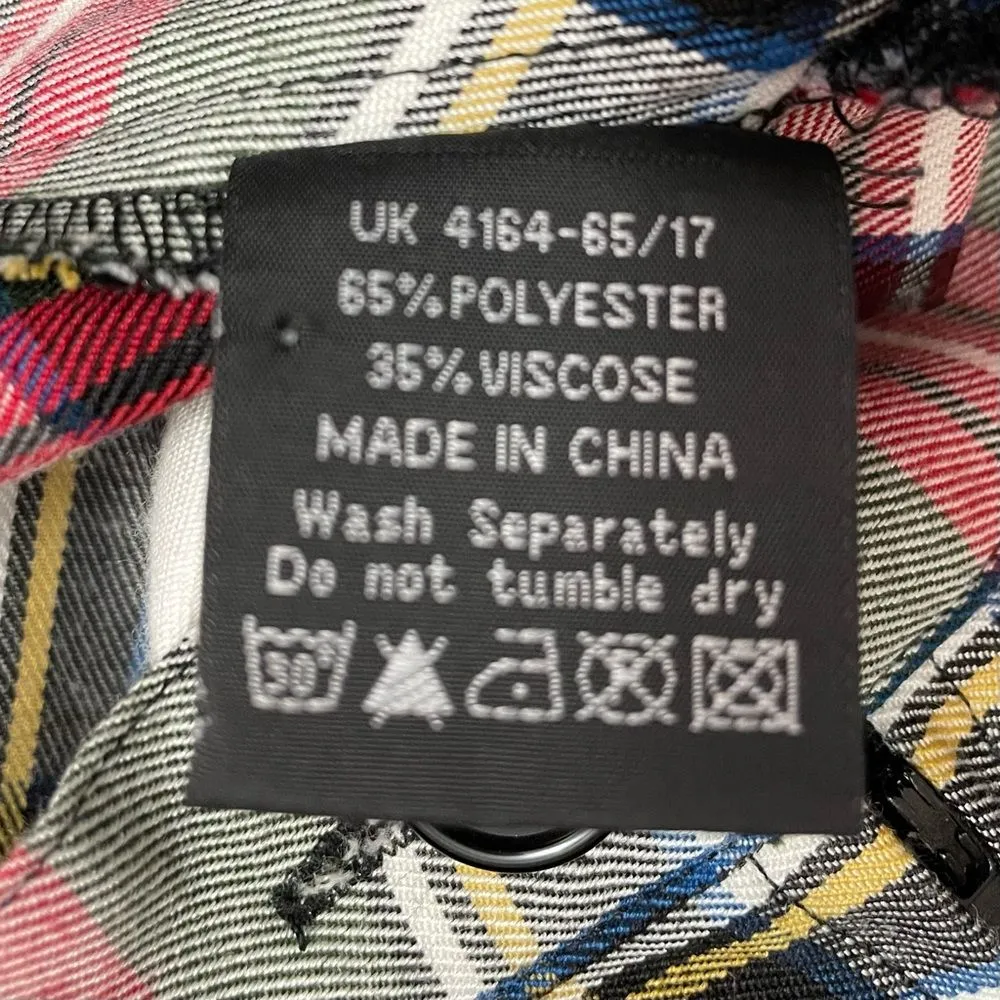 UK 4164-65/17
65% POLYESTER
35% VISCOSE
MADE IN CHINA
Wash Separately
Do not tumble dry
30°